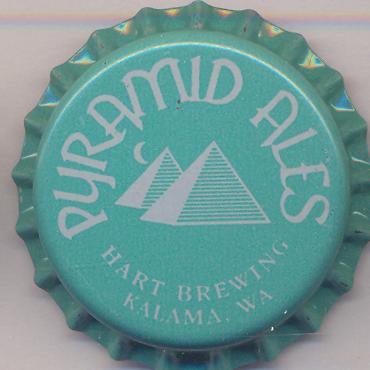 PYRAMID ALES
HART BREWING
KALAMA, WA